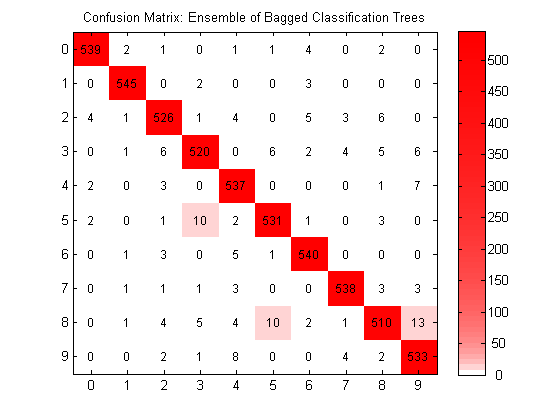 Confusion Matrix: Ensemble of Bagged Classification Trees
0 539 2 1 0 1 1 4 0 2 0
1 0 545 0 2 0 0 3 0 0 0
2 4 1 526 1 4 0 5 3 6 0
3 0 1 6 520 0 6 2 4 5 6
4 2 0 3 0 537 0 0 0 1 7
5 2 0 1 10 2 531 1 0 3 0
6 0 1 3 0 5 1 540 0 0 0
7 0 1 1 1 3 0 0 538 3 3
8 0 1 4 5 4 10 2 1 510 13
9 0 0 2 1 8 0 0 4 2 533
0 1 2 3 4 5 6 7 8 9
500
450
400
350
300
250
200
150
100
50
0